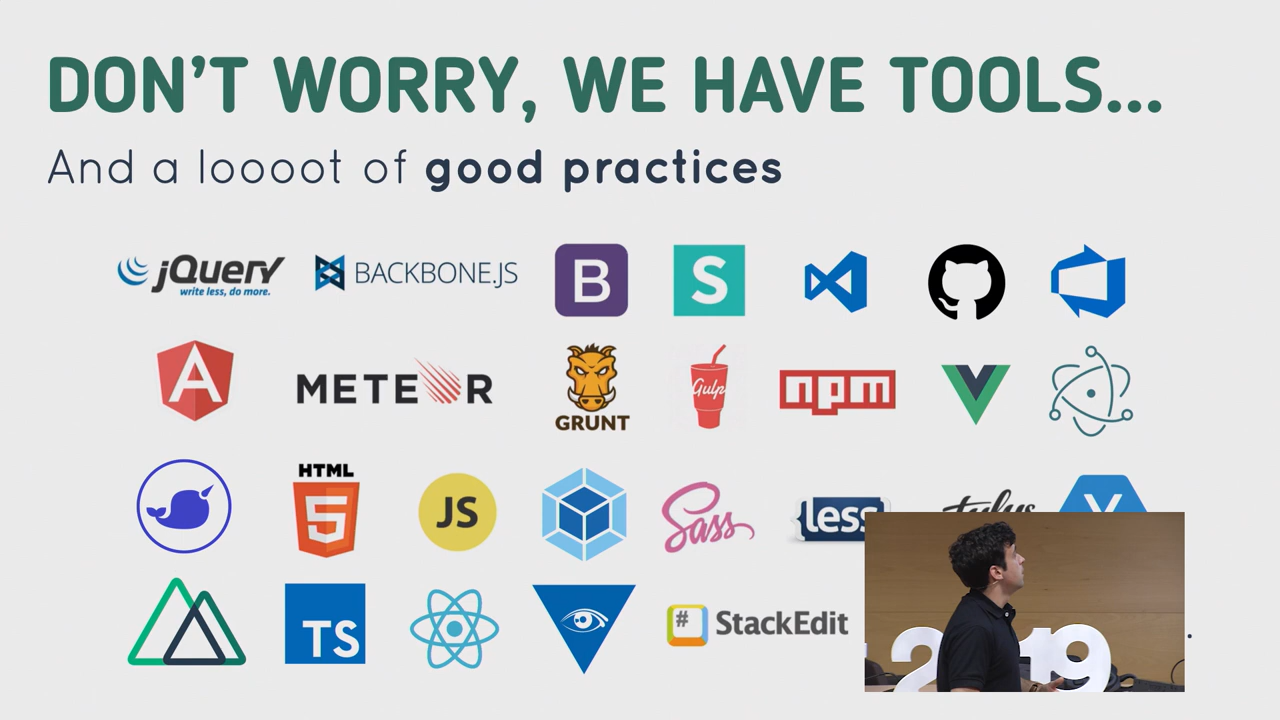 DON'T WORRY, WE HAVE TOOLS...
And a loooot of good practices
jQuery
write less, do more.
BACKBONE.JS
B
S
A
METEOR
GRUNT
Gulp
npm
HTML
5
JS
Sass
{less
X
TS
# StackEdit
2019